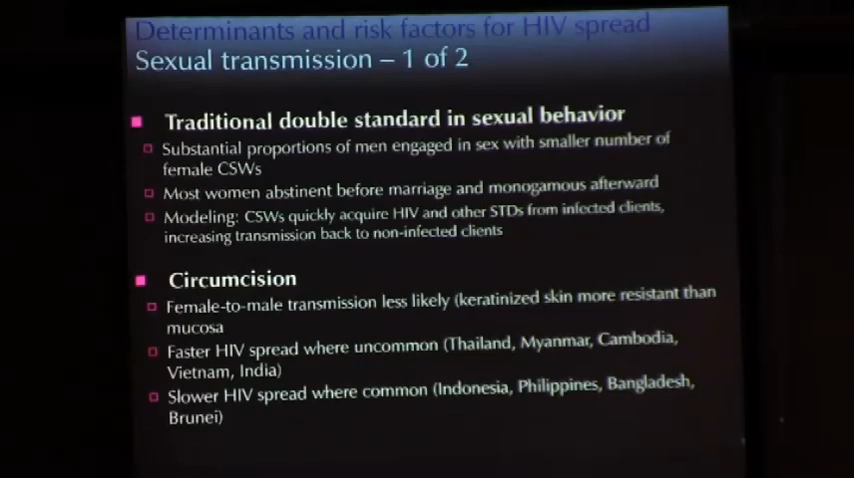 Determinants and risk factors for HIV spread
Sexual transmission – 1 of 2
Traditional double standard in sexual behavior
Substantial proportions of men engaged in sex with smaller number of
female CSWs
Most women abstinent before marriage and monogamous afterward
Modeling: CSWs quickly acquire HIV and other STDs from infected clients,
increasing transmission back to non-infected clients
Circumcision
Female-to-male transmission less likely (keratinized skin more resistant than
mucosa
Faster HIV spread where uncommon (Thailand, Myanmar, Cambodia,
Vietnam, India)
Slower HIV spread where common (Indonesia, Philippines, Bangladesh,
Brunei)